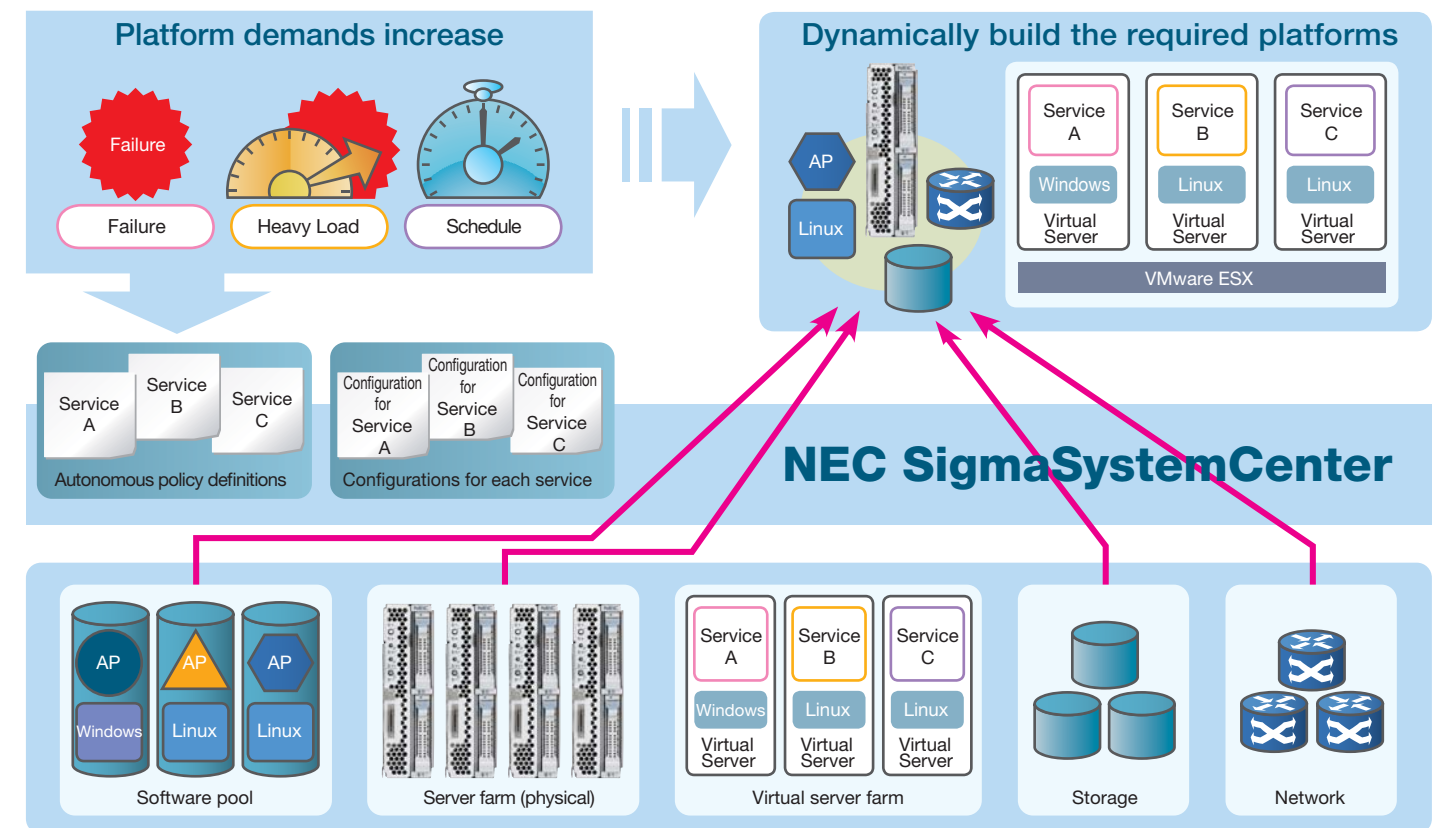 Platform demands increase
Failure
Failure
Heavy Load
Schedule
Dynamically build the required platforms
AP
Linux
Service
A
Windows
Virtual
Server
Service
B
Linux
Virtual
Server
Service
C
Linux
Virtual
Server
VMware ESX
Service
A
Service
B
Service
C
Autonomous policy definitions
Configuration
for
Service
A
Configuration
for
Service
B
Configuration
for
Service
C
Configurations for each service
NEC SigmaSystemCenter
AP
Windows
AP
Linux
AP
Linux
Software pool
Server farm (physical)
Service
A
Windows
Virtual
Server
Service
B
Linux
Virtual
Server
Service
C
Linux
Virtual
Server
Virtual server farm
Storage
Network